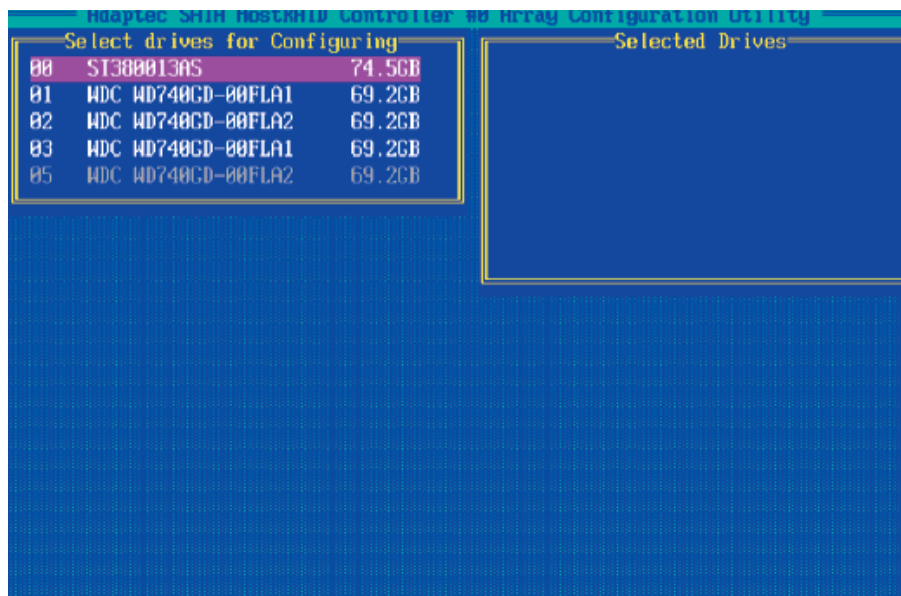 Adaptec SATA HostRAID Controller #0 Array Configuration Utility
Select drives for Configuring
00 ST380013AS 74.5GB
01 WDC WD740GD-00FLA1 69.2GB
02 WDC WD740GD-00FLA2 69.2GB
03 WDC WD740GD-00FLA1 69.2GB
05 WDC WD740GD-00FLA2 69.2GB
Selected Drives